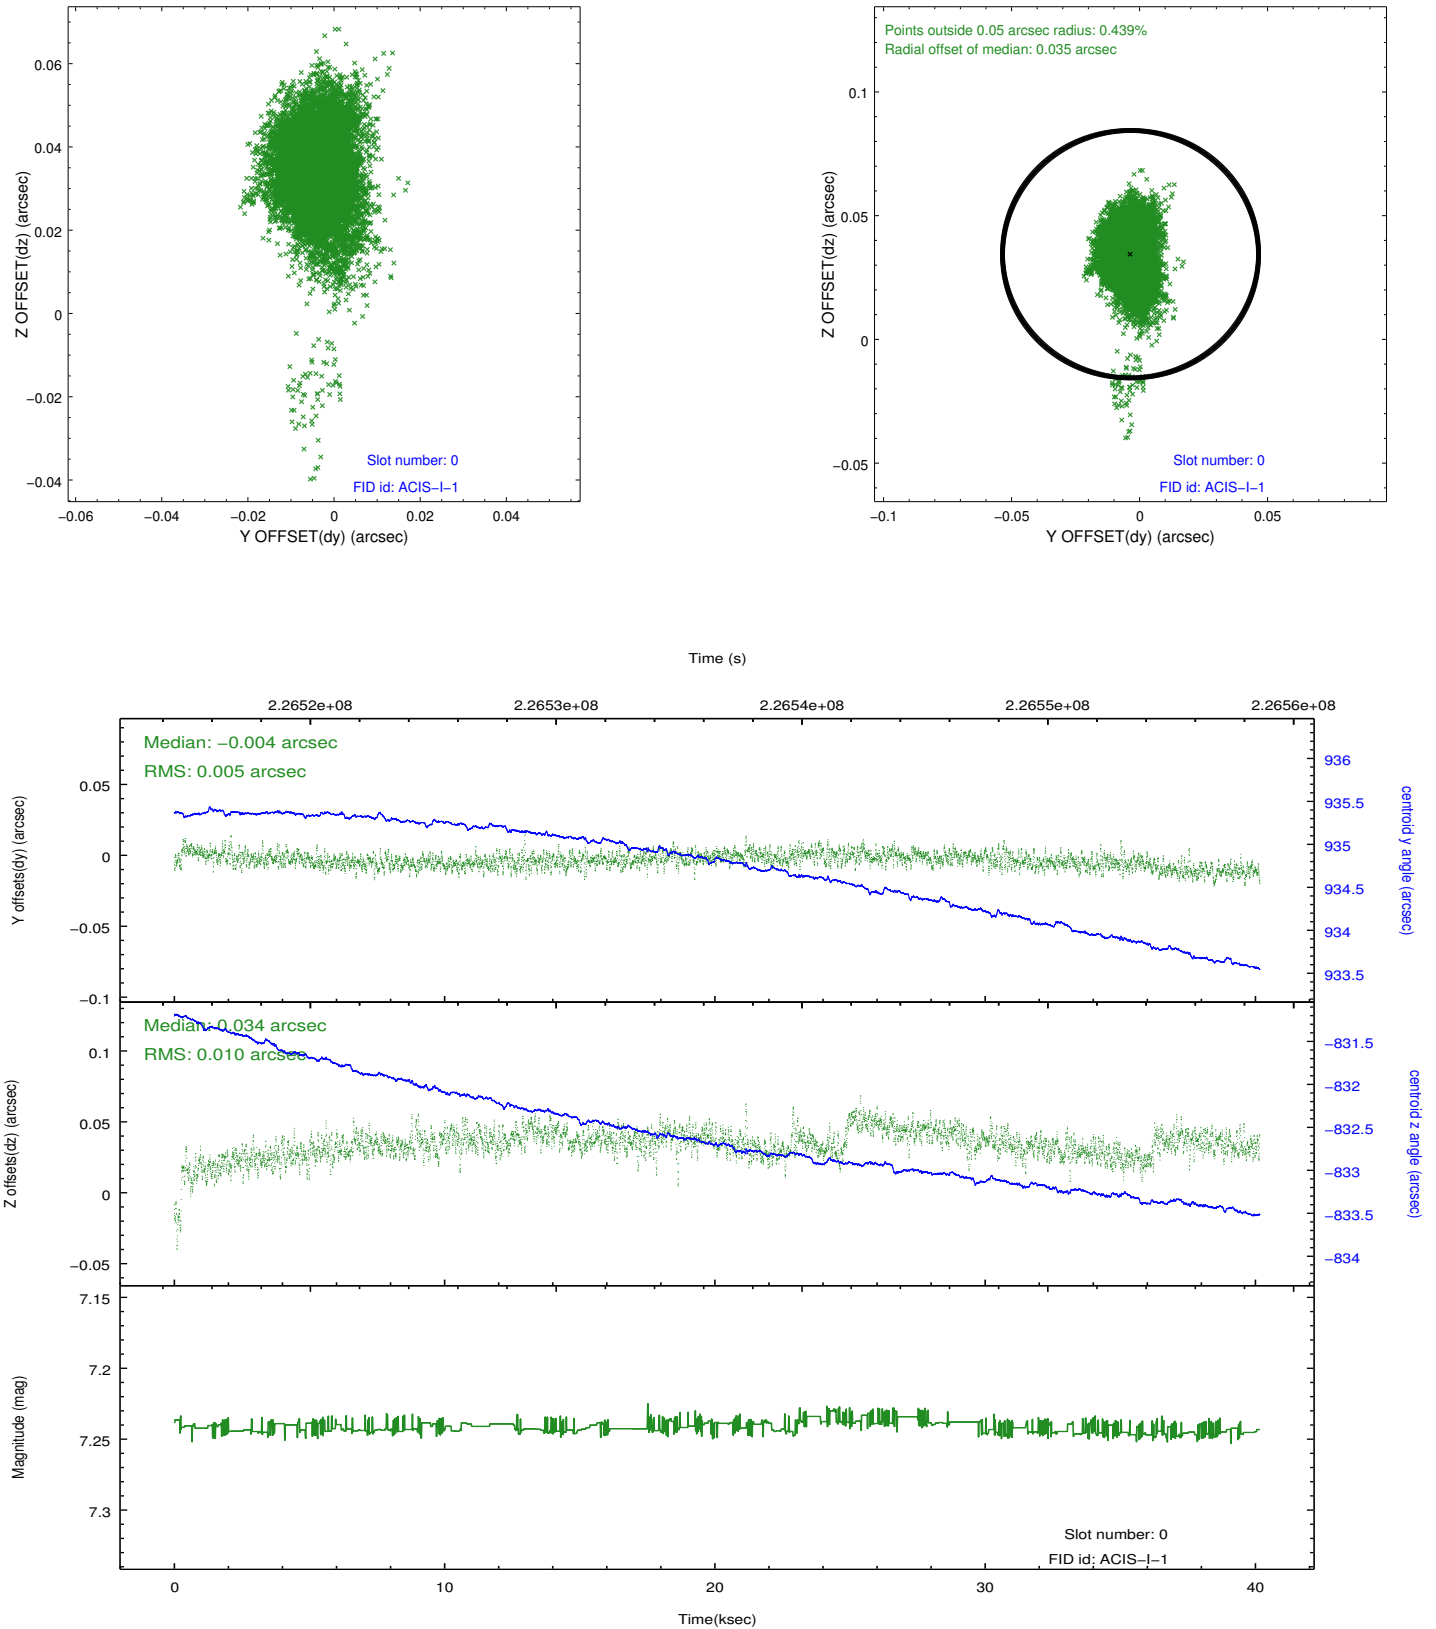 Z OFFSET(dz) (arcsec)
0.06
0.04
0.02
0
−0.02
−0.04
Slot number: 0
FID id: ACIS−I−1
−0.06 −0.04 −0.02 0 0.02 0.04
Y OFFSET(dy) (arcsec)
Points outside 0.05 arcsec radius: 0.439%
Radial offset of median: 0.035 arcsec
Z OFFSET(dz) (arcsec)
0.1
0.05
0
−0.05
Slot number: 0
FID id: ACIS−I−1
−0.1 −0.05 0 0.05
Y OFFSET(dy) (arcsec)
Time (s)
2.2652e+08 2.2653e+08 2.2654e+08 2.2655e+08 2.2656e+08
Median: −0.004 arcsec
RMS: 0.005 arcsec
Y offsets(dy) (arcsec)
0.05
0
−0.05
−0.1
936
935.5
935
934.5
934
933.5
centroid y angle (arcsec)
Median: 0.034 arcsec
RMS: 0.010 arcsec
Z offsets(dz) (arcsec)
0.1
0.05
0
−0.05
−831.5
−832
−832.5
−833
−833.5
−834
centroid z angle (arcsec)
Magnitude (mag)
7.15
7.2
7.25
7.3
Slot number: 0
FID id: ACIS−I−1
0 10 20 30 40
Time(ksec)